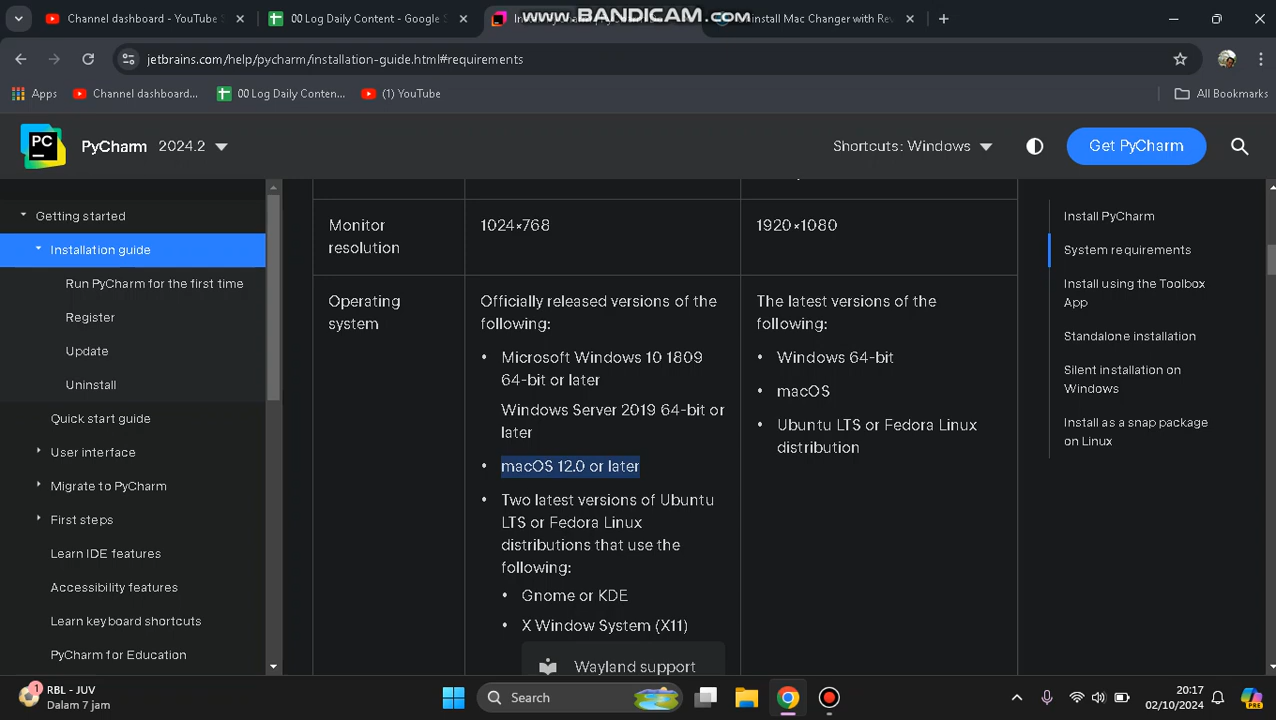 Channel dashboard - YouTube S
00 Log Daily Content - Google S
www.BANDICAM.com
Install Mac Changer with Re
jetbrains.com/help/pycharm/installation-guide.html#requirements
Apps
Channel dashboard...
00 Log Daily Conten...
(1) YouTube
All Bookmarks
PC
PyCharm 2024.2
Shortcuts: Windows
Get PyCharm
Getting started
Installation guide
Run PyCharm for the first time
Register
Update
Uninstall
Quick start guide
User interface
Migrate to PyCharm
First steps
Learn IDE features
Accessibility features
Learn keyboard shortcuts
PyCharm for Education
Monitor
resolution
1024×768
1920×1080
Operating
system
Officially released versions of the
following:
Microsoft Windows 10 1809
64-bit or later
Windows Server 2019 64-bit or
later
macOS 12.0 or later
Two latest versions of Ubuntu
LTS or Fedora Linux
distributions that use the
following:
Gnome or KDE
X Window System (X11)
Wayland support
The latest versions of the
following:
Windows 64-bit
macOS
Ubuntu LTS or Fedora Linux
distribution
Install PyCharm
System requirements
Install using the Toolbox
App
Standalone installation
Silent installation on
Windows
Install as a snap package
on Linux
1
RBL - JUV
Dalam 7 jam
Search
20:17
02/10/2024
PRE